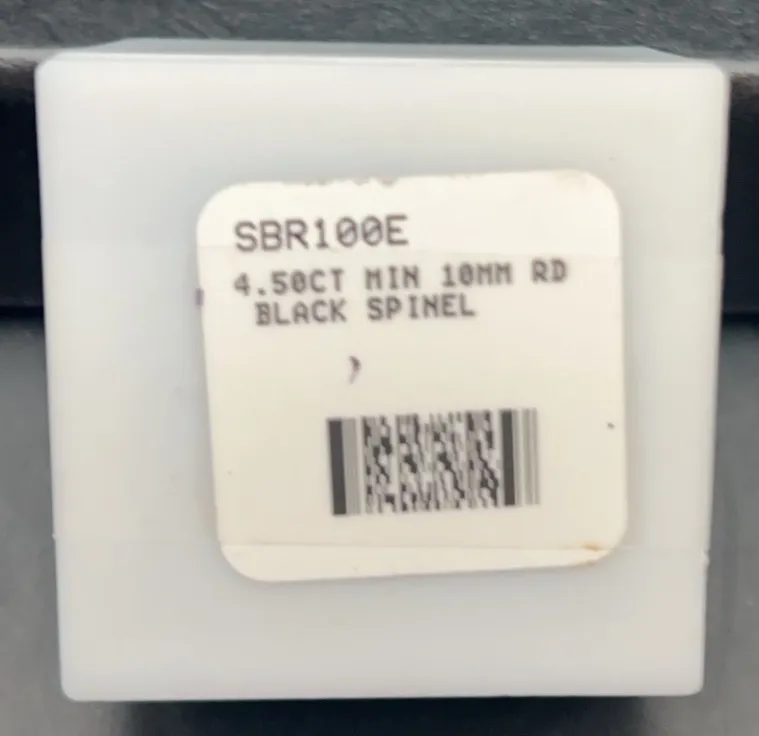 SBR100E
4.50CT MIN 10MM RD
BLACK SPINEL